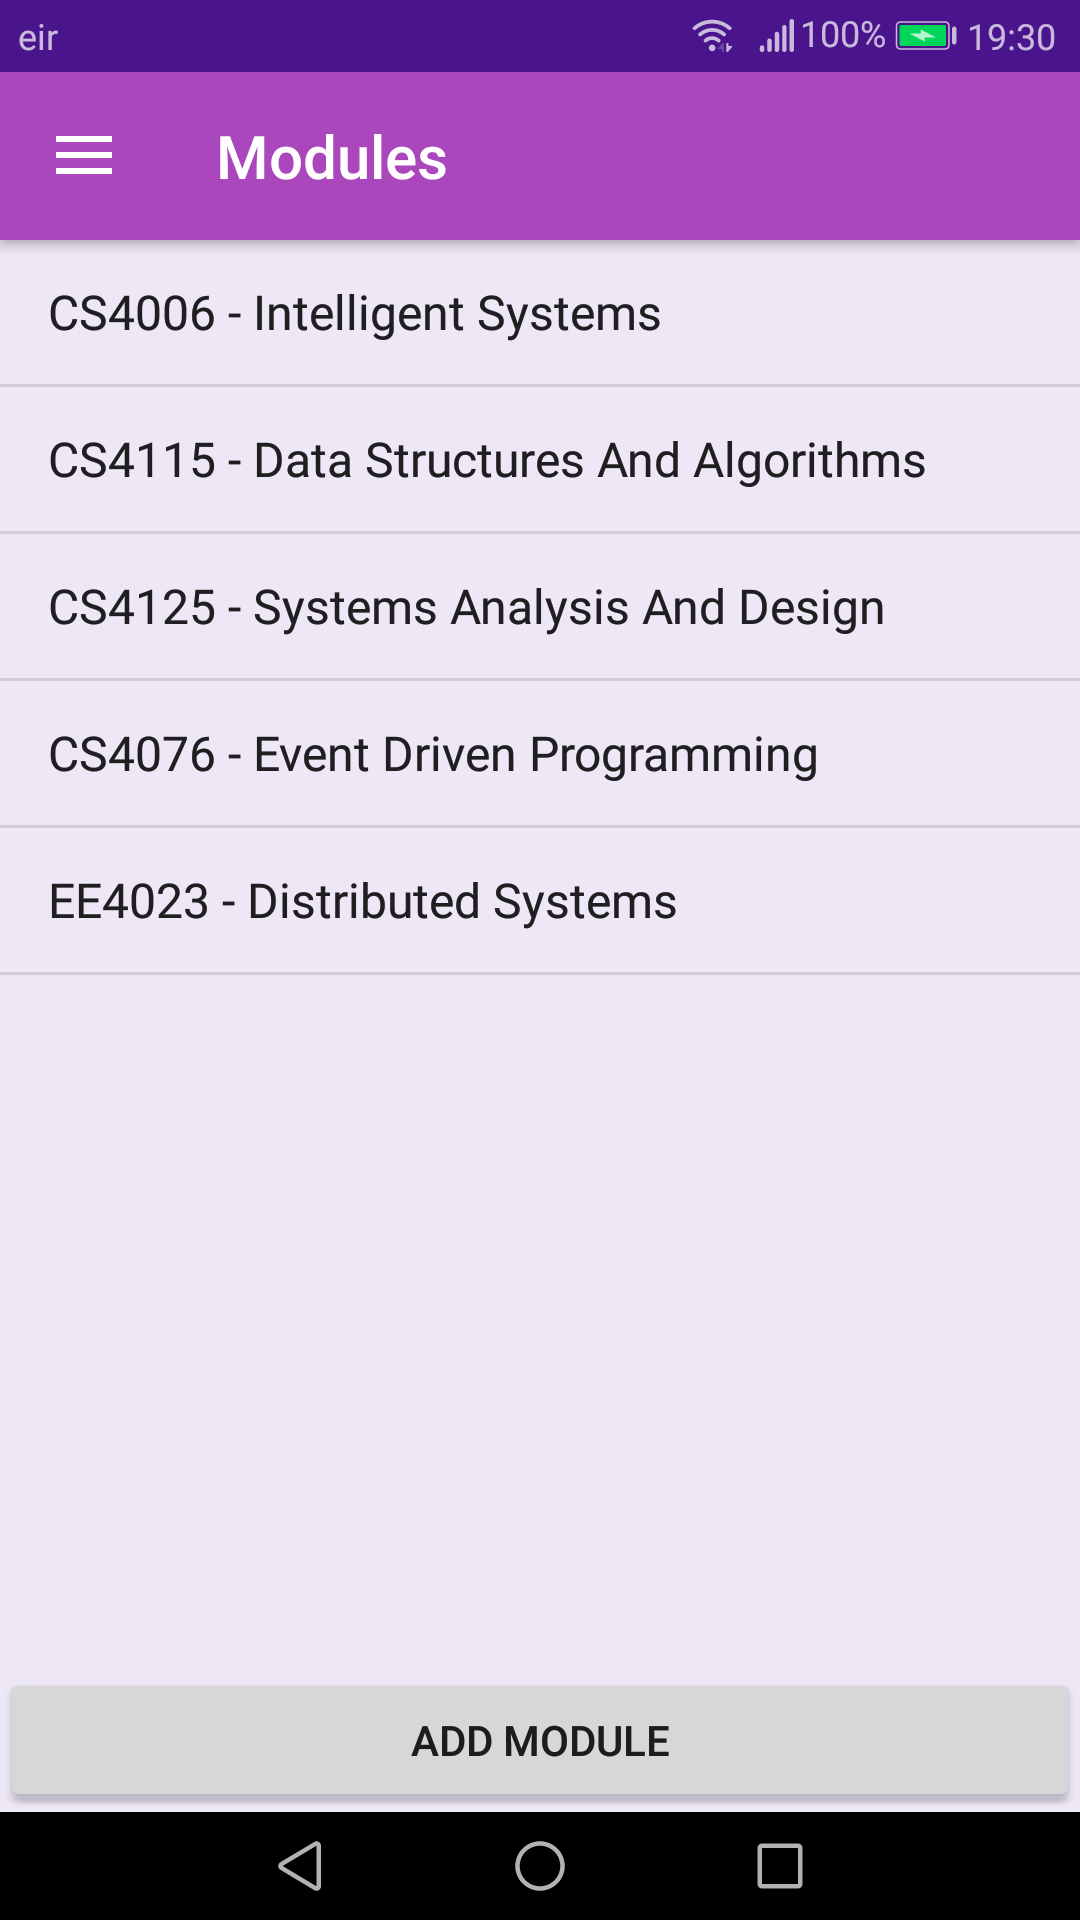 eir 100% 19:30
Modules
CS4006 - Intelligent Systems
CS4115 - Data Structures And Algorithms
CS4125 - Systems Analysis And Design
CS4076 - Event Driven Programming
EE4023 - Distributed Systems
ADD MODULE